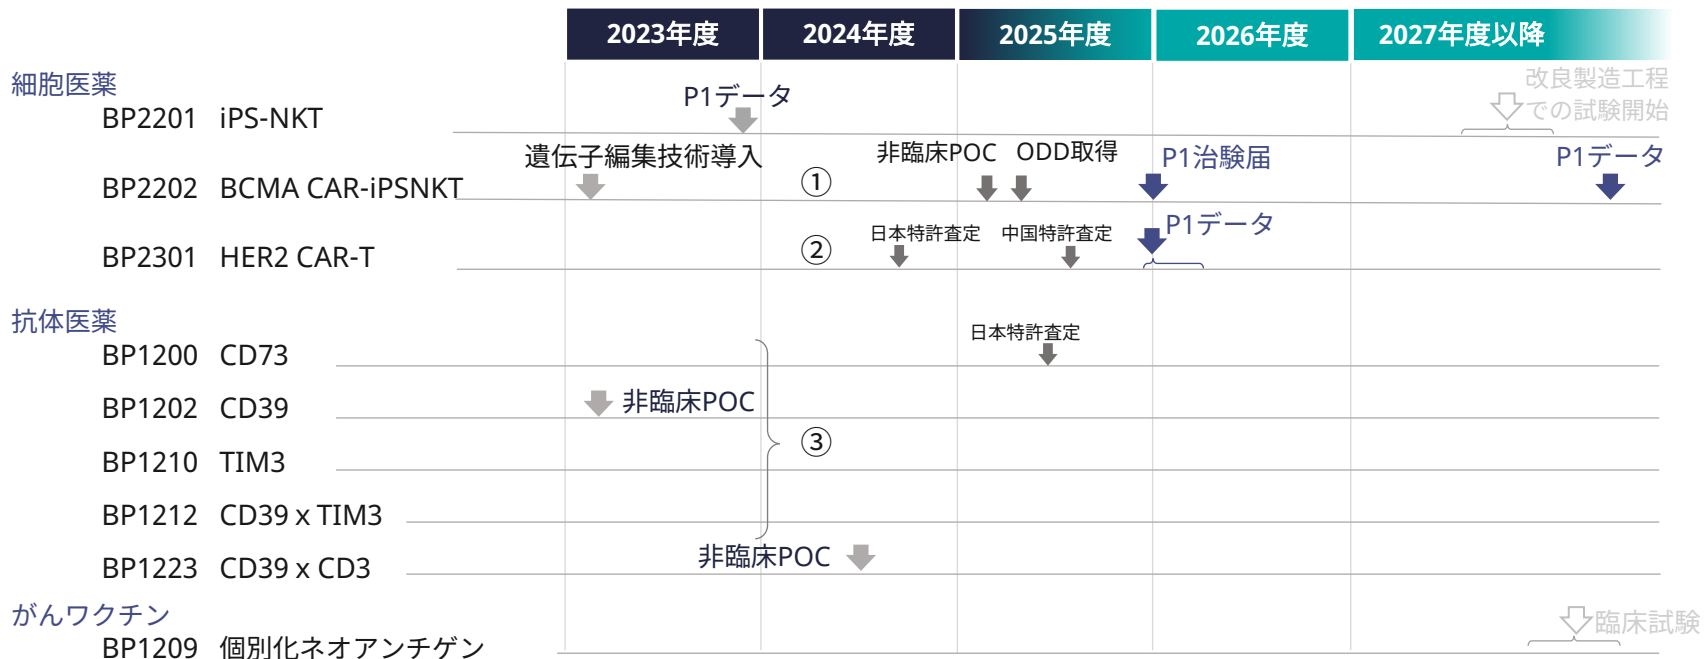 2023年度 2024年度 2025年度 2026年度 2027年度以降
細胞医薬
改良製造工程
での試験開始
P1データ
BP2201 iPS-NKT
遺伝子編集技術導入 非臨床POC ODD取得 P1治験届 P1データ
BP2202 BCMA CAR-iPSNKT ①
P1データ
日本特許査定 中国特許査定
BP2301 HER2 CAR-T ②
抗体医薬
日本特許査定
BP1200 CD73
BP1202 CD39 非臨床POC
③
BP1210 TIM3
BP1212 CD39 x TIM3
非臨床POC
BP1223 CD39 x CD3
がんワクチン
臨床試験
BP1209 個別化ネオアンチゲン